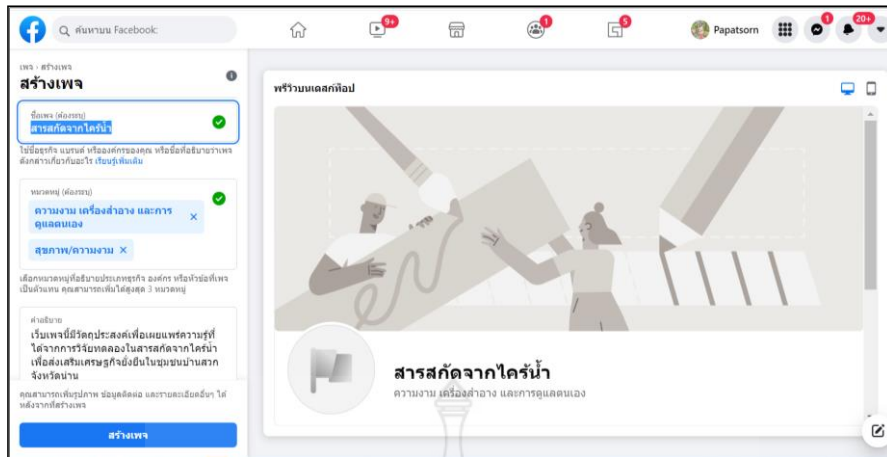 ค้นหาบน Facebook
9+
1
5
Papatsorn
1
20+
เพจ › สร้างเพจ
สร้างเพจ
ชื่อเพจ (ต้องระบุ)
สารสกัดจากไคร้น้ำ
ใช้ชื่อธุรกิจ แบรนด์ หรือองค์กรของคุณ หรือชื่อที่อธิบายว่าเพจ
ดังกล่าวเกี่ยวกับอะไร เรียนรู้เพิ่มเติม
หมวดหมู่ (ต้องระบุ)
ความงาม เครื่องสำอาง และการ
ดูแลตนเอง ×
สุขภาพ/ความงาม ×
เลือกหมวดหมู่ที่อธิบายประเภทธุรกิจ องค์กร หรือหัวข้อที่เพจ
เป็นตัวแทน คุณสามารถเพิ่มได้สูงสุด 3 หมวดหมู่
คำอธิบาย
เว็บเพจนี้มีวัตถุประสงค์เพื่อเผยแพร่ความรู้ที่
ได้จากการวิจัยทดลองในสารสกัดจากไคร้น้ำ
เพื่อส่งเสริมเศรษฐกิจยั่งยืนในชุมชนบ้านสวก
จังหวัดน่าน
คุณสามารถเพิ่มรูปภาพ ข้อมูลติดต่อ และรายละเอียดอื่นๆ ได้
หลังจากที่สร้างเพจ
สร้างเพจ
พรีวิวบนเดสก์ท็อป
สารสกัดจากไคร้น้ำ
ความงาม เครื่องสำอาง และการดูแลตนเอง